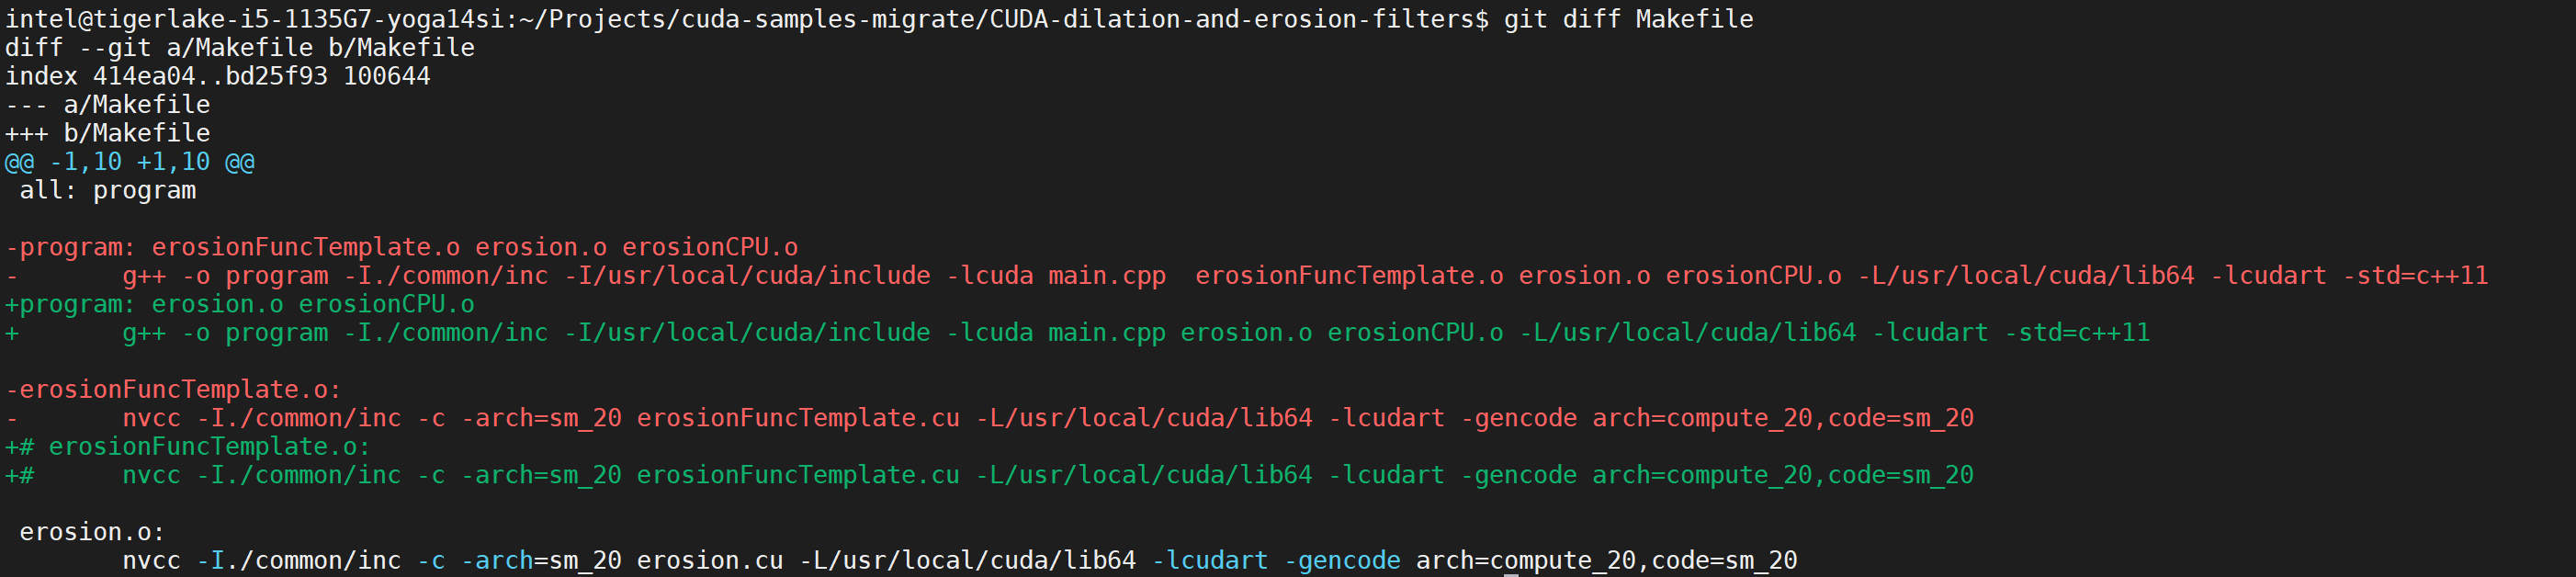 intel@tigerlake-i5-1135G7-yoga14si:~/Projects/cuda-samples-migrate/CUDA-dilation-and-erosion-filters$ git diff Makefile
diff --git a/Makefile b/Makefile
index 414ea04..bd25f93 100644
--- a/Makefile
+++ b/Makefile
@@ -1,10 +1,10 @@
 all: program

-program: erosionFuncTemplate.o erosion.o erosionCPU.o
-       g++ -o program -I./common/inc -I/usr/local/cuda/include -lcuda main.cpp  erosionFuncTemplate.o erosion.o erosionCPU.o -L/usr/local/cuda/lib64 -lcudart -std=c++11
+program: erosion.o erosionCPU.o
+       g++ -o program -I./common/inc -I/usr/local/cuda/include -lcuda main.cpp erosion.o erosionCPU.o -L/usr/local/cuda/lib64 -lcudart -std=c++11

-erosionFuncTemplate.o:
-       nvcc -I./common/inc -c -arch=sm_20 erosionFuncTemplate.cu -L/usr/local/cuda/lib64 -lcudart -gencode arch=compute_20,code=sm_20
+# erosionFuncTemplate.o:
+#      nvcc -I./common/inc -c -arch=sm_20 erosionFuncTemplate.cu -L/usr/local/cuda/lib64 -lcudart -gencode arch=compute_20,code=sm_20

 erosion.o:
        nvcc -I./common/inc -c -arch=sm_20 erosion.cu -L/usr/local/cuda/lib64 -lcudart -gencode arch=compute_20,code=sm_20